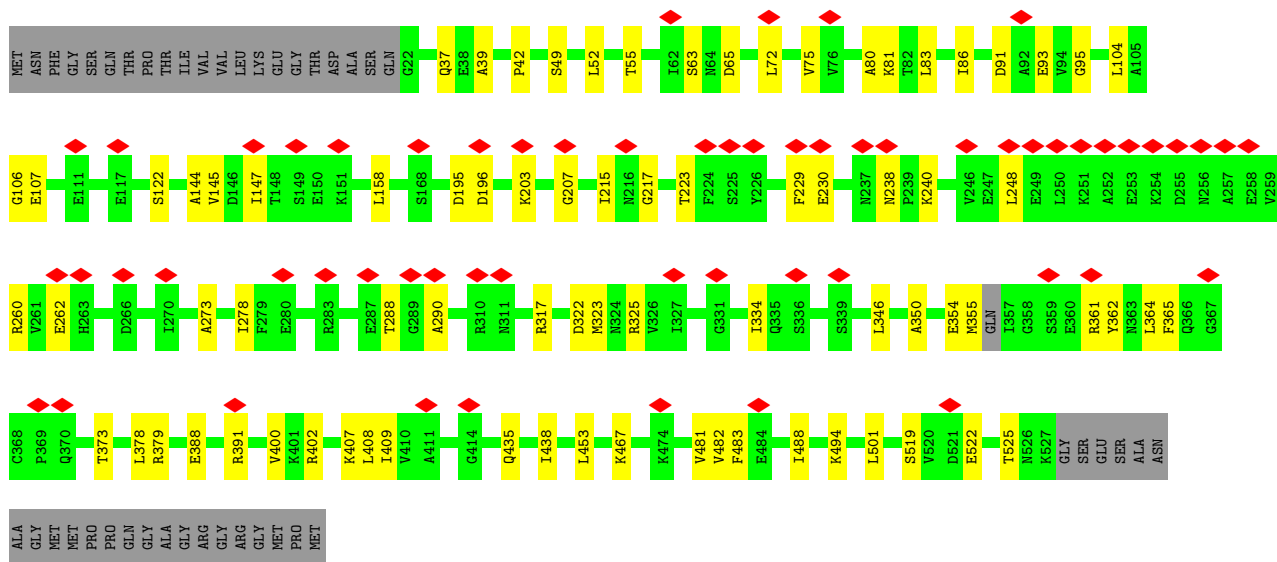 MET ASN PHE GLY SER GLN THR PRO THR ILE VAL VAL LEU LYS GLU GLY THR ASP ALA SER GLN G22 Q37 E38 A39 P42 S49 L52 T55 I62 S63 N64 D65 L72 V75 V76 A80 K81 T82 L83 I86 D91 A92 E93 V94 G95 L104 A105
G106 E107 E111 E117 S122 A144 V145 D146 I147 T148 S149 E150 K151 L158 S168 D195 D196 K203 G207 I215 N216 G217 T223 F224 S225 Y226 F229 E230 N237 N238 P239 K240 V246 E247 L248 E249 L250 K251 A252 E253 K254 D255 N256 A257 E258 V259
R260 V261 E262 H263 D266 I270 A273 I278 F279 E280 R283 E287 T288 G289 A290 R310 N311 R317 D322 M323 N324 R325 V326 I327 G331 I334 Q335 S336 S339 L346 A350 E354 M355 GLN I357 G358 S359 E360 R361 Y362 N363 L364 F365 Q366 G367
C368 P369 Q370 T373 L378 R379 E388 R391 V400 K401 R402 K407 L408 I409 V410 A411 G414 Q435 I438 L453 K467 K474 V481 V482 F483 E484 I488 K494 L501 S519 V520 D521 E522 T525 N526 K527 GLY SER GLU SER ALA ASN
ALA GLY MET MET PRO PRO GLN GLY ALA GLY ARG GLY ARG GLY MET PRO MET